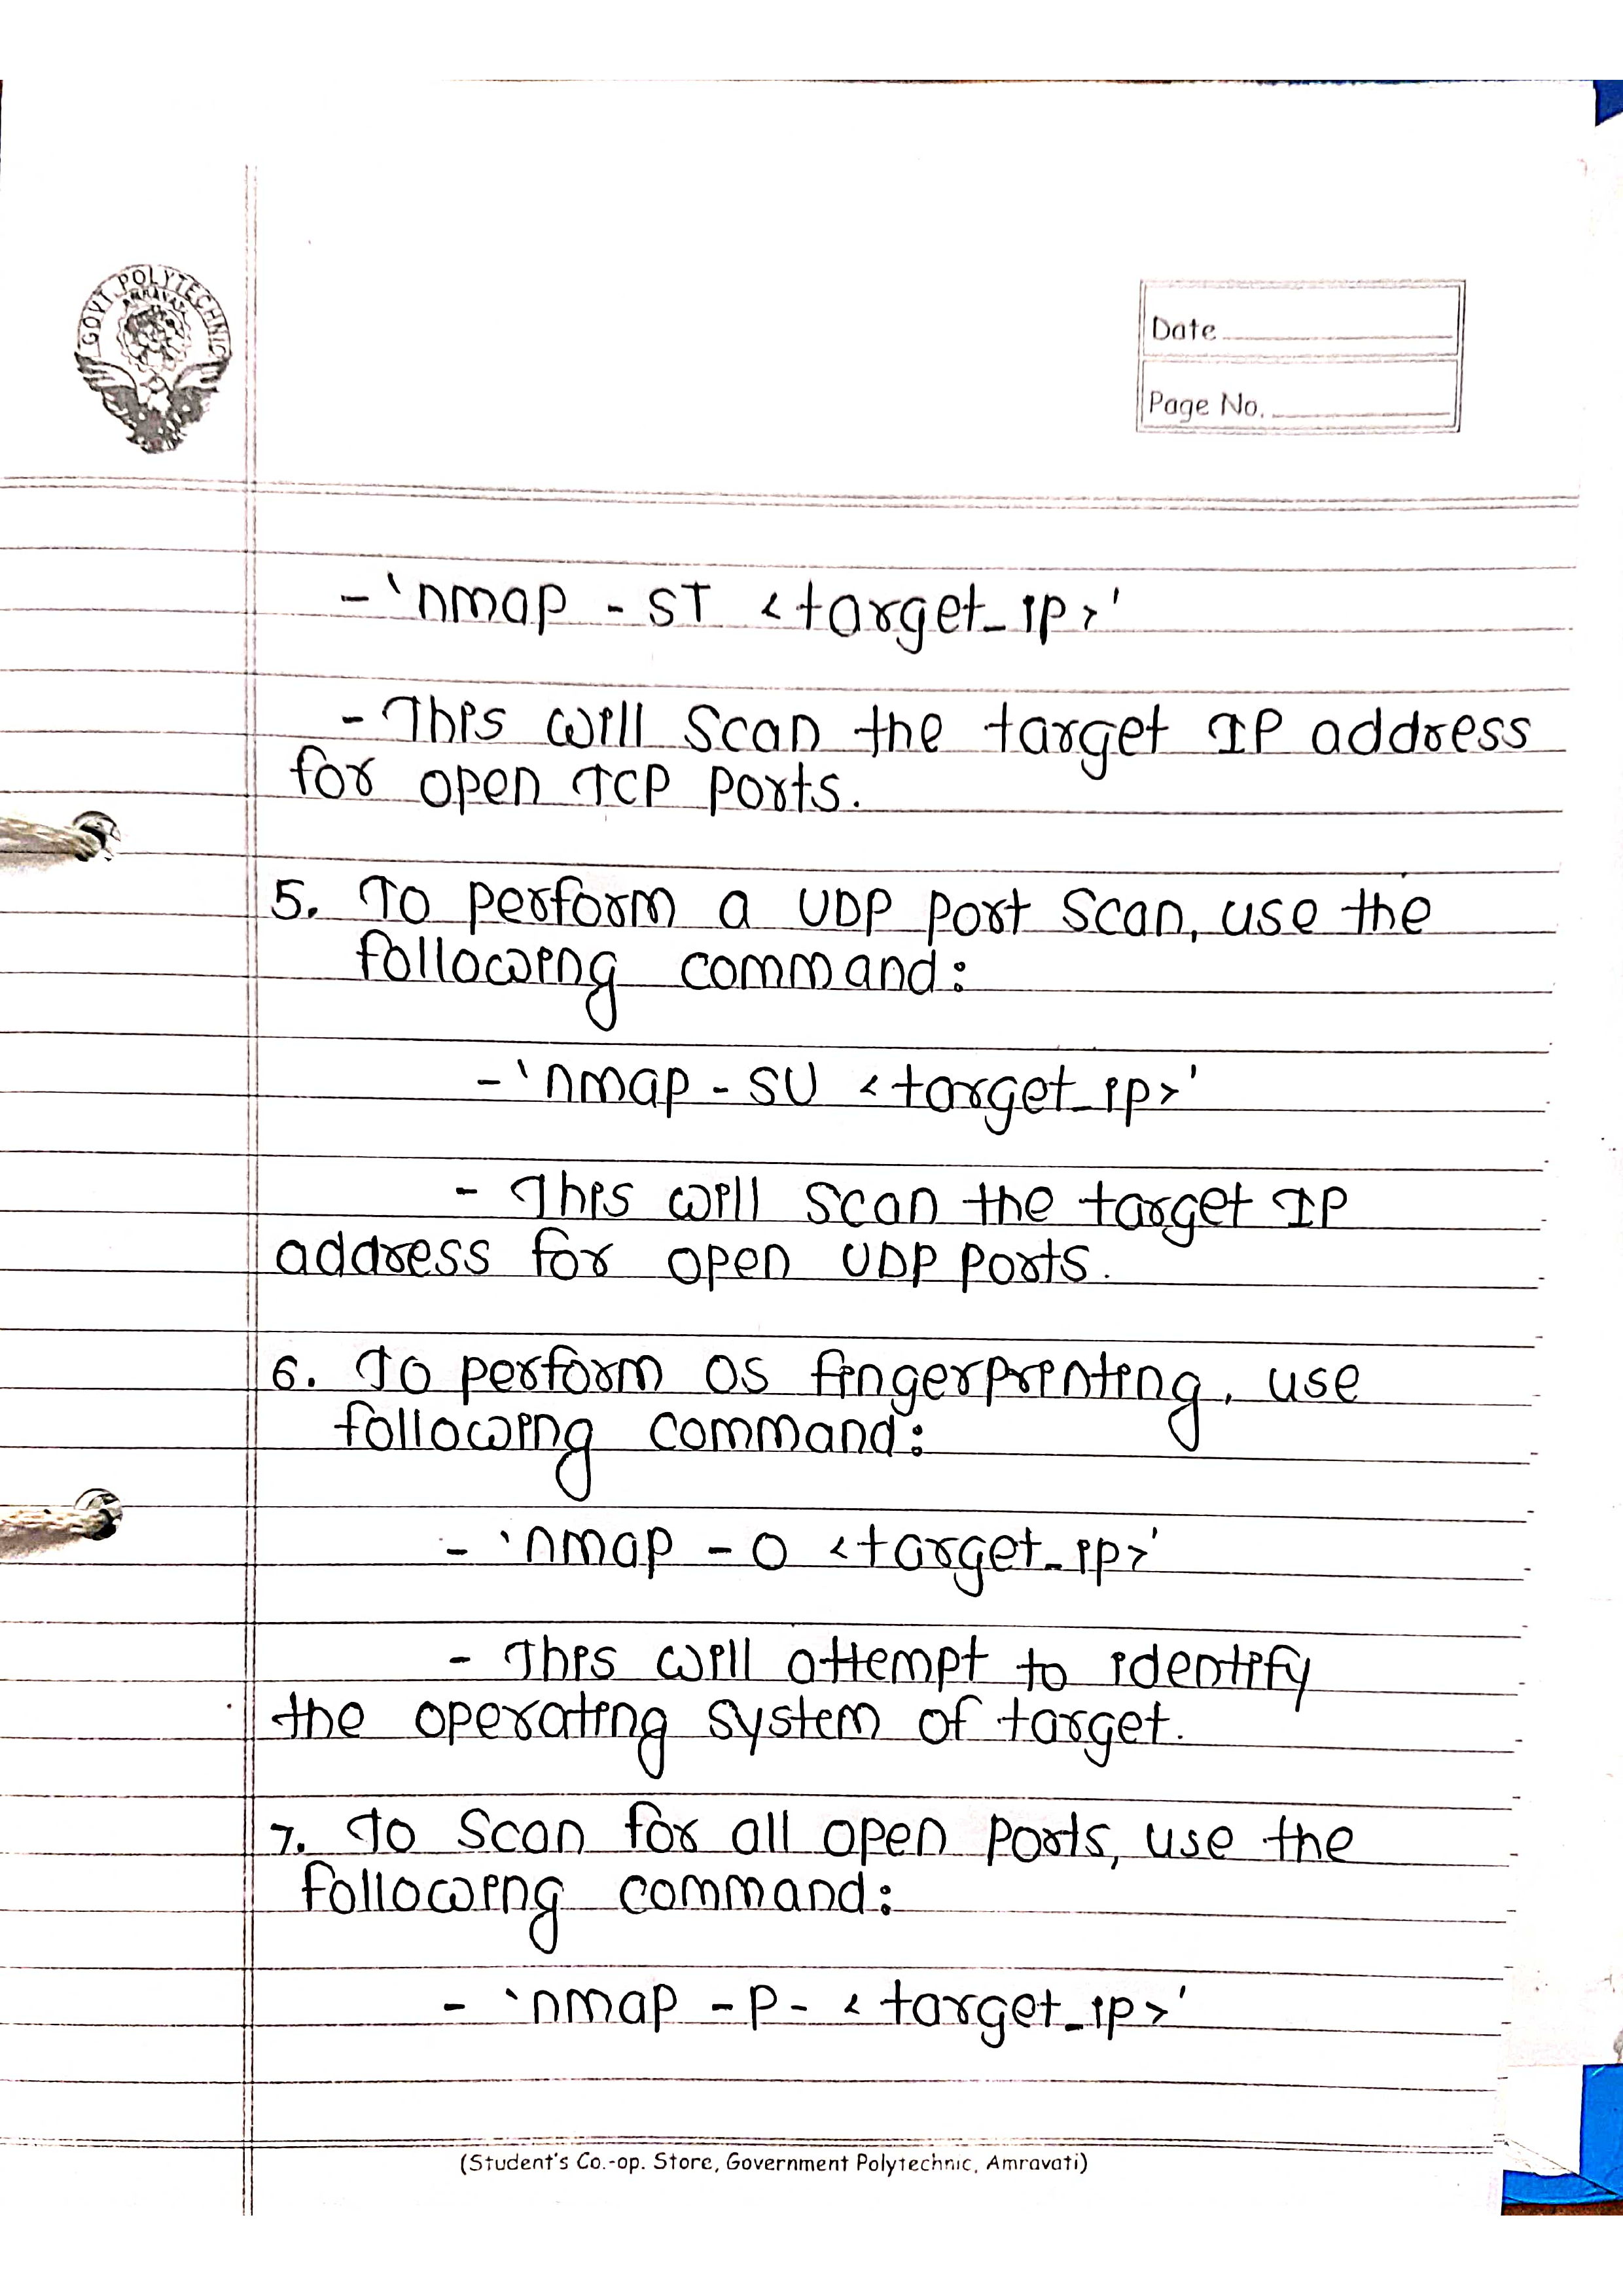 GOVT POLYTECHNIC
AMRAVATI
Date
Page No.
- 'nmap - ST <target_ip>'
- This will scan the target IP address
for open TCP ports.
5. To perform a UDP port scan, use the
following command:
- 'nmap - SU <target_ip>'
- This will scan the target IP
address for open UDP ports.
6. To perform OS fingerprinting, use
following command:
- 'nmap - O <target_ip>'
- This will attempt to identify
the operating system of target.
7. To scan for all open ports, use the
following command:
- 'nmap -P- <target_ip>'
(Student's Co.-op. Store, Government Polytechnic, Amravati)